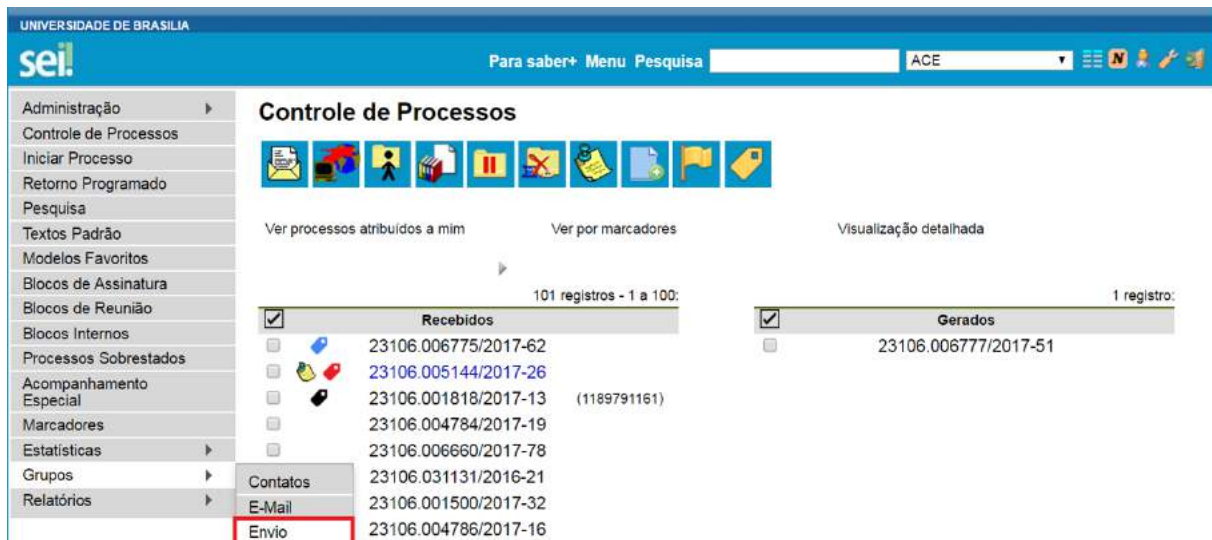 UNIVERSIDADE DE BRASILIA
sei!
Para saber+ Menu Pesquisa
ACE
N
Administração
Controle de Processos
Iniciar Processo
Retorno Programado
Pesquisa
Textos Padrão
Modelos Favoritos
Blocos de Assinatura
Blocos de Reunião
Blocos Internos
Processos Sobrestados
Acompanhamento
Especial
Marcadores
Estatísticas
Grupos
Relatórios
Contatos
E-Mail
Envio
Controle de Processos
Ver processos atribuídos a mim
Ver por marcadores
Visualização detalhada
101 registros - 1 a 100:
Recebidos
23106.006775/2017-62
23106.005144/2017-26
23106.001818/2017-13 (1189791161)
23106.004784/2017-19
23106.006660/2017-78
23106.031131/2016-21
23106.001500/2017-32
23106.004786/2017-16
1 registro:
Gerados
23106.006777/2017-51